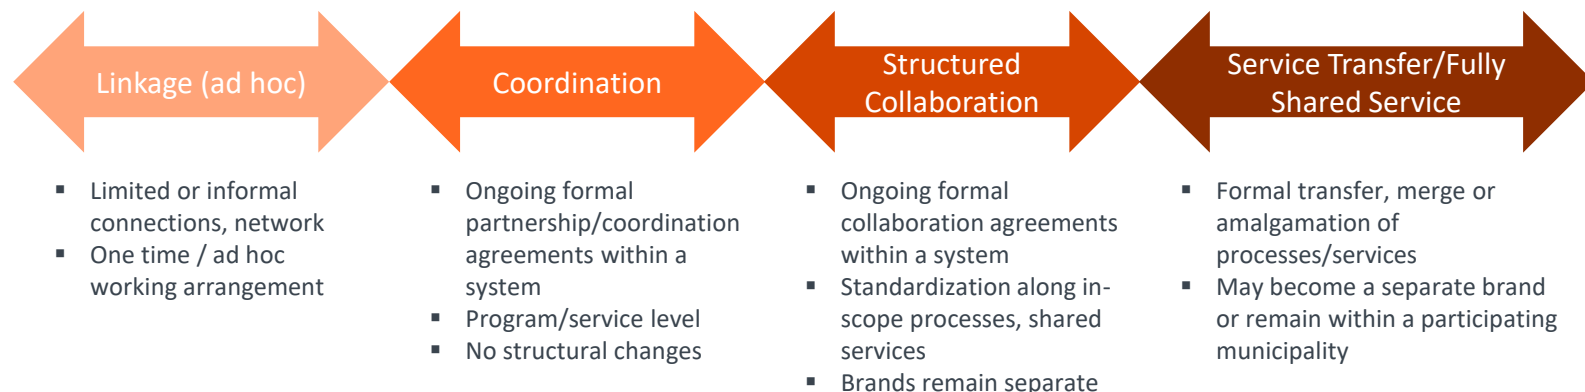 Linkage (ad hoc)
▪ Limited or informal
connections, network
▪ One time / ad hoc
working arrangement
Coordination
▪ Ongoing formal
partnership/coordination
agreements within a
system
▪ Program/service level
▪ No structural changes
Structured
Collaboration
▪ Ongoing formal
collaboration agreements
within a system
▪ Standardization along in-
scope processes, shared
services
▪ Brands remain separate
Service Transfer/Fully
Shared Service
▪ Formal transfer, merge or
amalgamation of
processes/services
▪ May become a separate brand
or remain within a participating
municipality